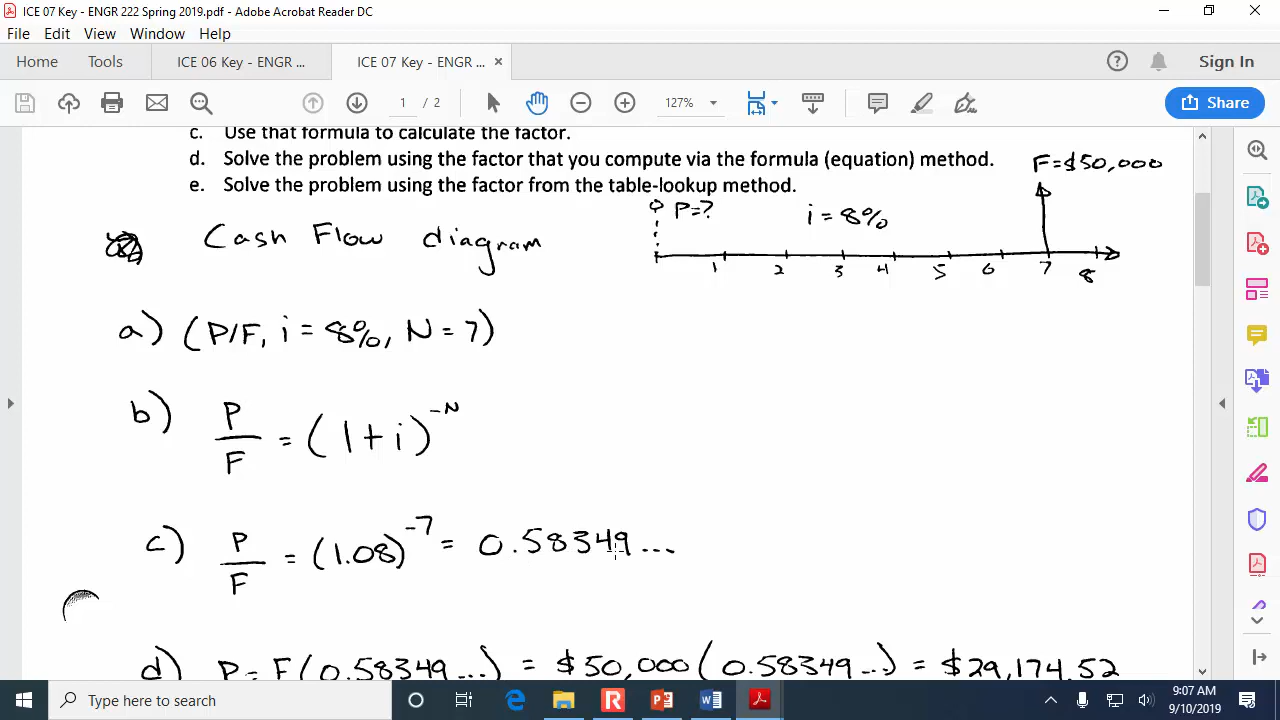 ICE 07 Key - ENGR 222 Spring 2019.pdf - Adobe Acrobat Reader DC
File Edit View Window Help
Home Tools ICE 06 Key - ENGR ... ICE 07 Key - ENGR ... × ? Sign In
1 / 2 127% Share
c. Use that formula to calculate the factor.
d. Solve the problem using the factor that you compute via the formula (equation) method.
e. Solve the problem using the factor from the table-lookup method.
F = $50,000
P = ?
i = 8%
Cash Flow diagram
1 2 3 4 5 6 7 8
a) (P/F, i = 8%, N = 7)
b) P/F = (1 + i)^-N
c) P/F = (1.08)^-7 = 0.58349...
d) P = F(0.58349...) = $50,000(0.58349...) = $29,174.52
Type here to search
9:07 AM
9/10/2019